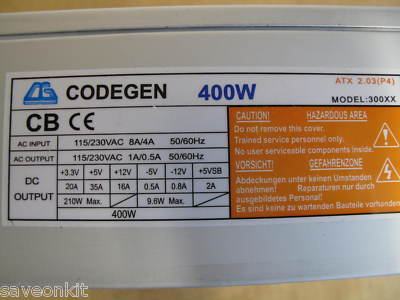 CODEGEN 400W
ATX 2.03(P4)
MODEL:300XX
CB CE
AC INPUT 115/230VAC 8A/4A 50/60Hz
AC OUTPUT 115/230VAC 1A/0.5A 50/60Hz
DC OUTPUT
+3.3V +5V +12V -5V -12V +5VSB
20A 35A 16A 0.5A 0.8A 2A
210W Max. 9.6W Max.
400W
CAUTION! HAZARDOUS AREA
Do not remove this cover.
Trained service personnel only.
No user serviceable components inside.
VORSICHT! GEFAHRENZONE
Abdeckungen unter keinen Umständen
abnehmen! Reparaturen nur durch
ausgebildetes Personal!
Es sind keine zu wartenden Bauteile vorhanden.
saveonkit
saveonkit